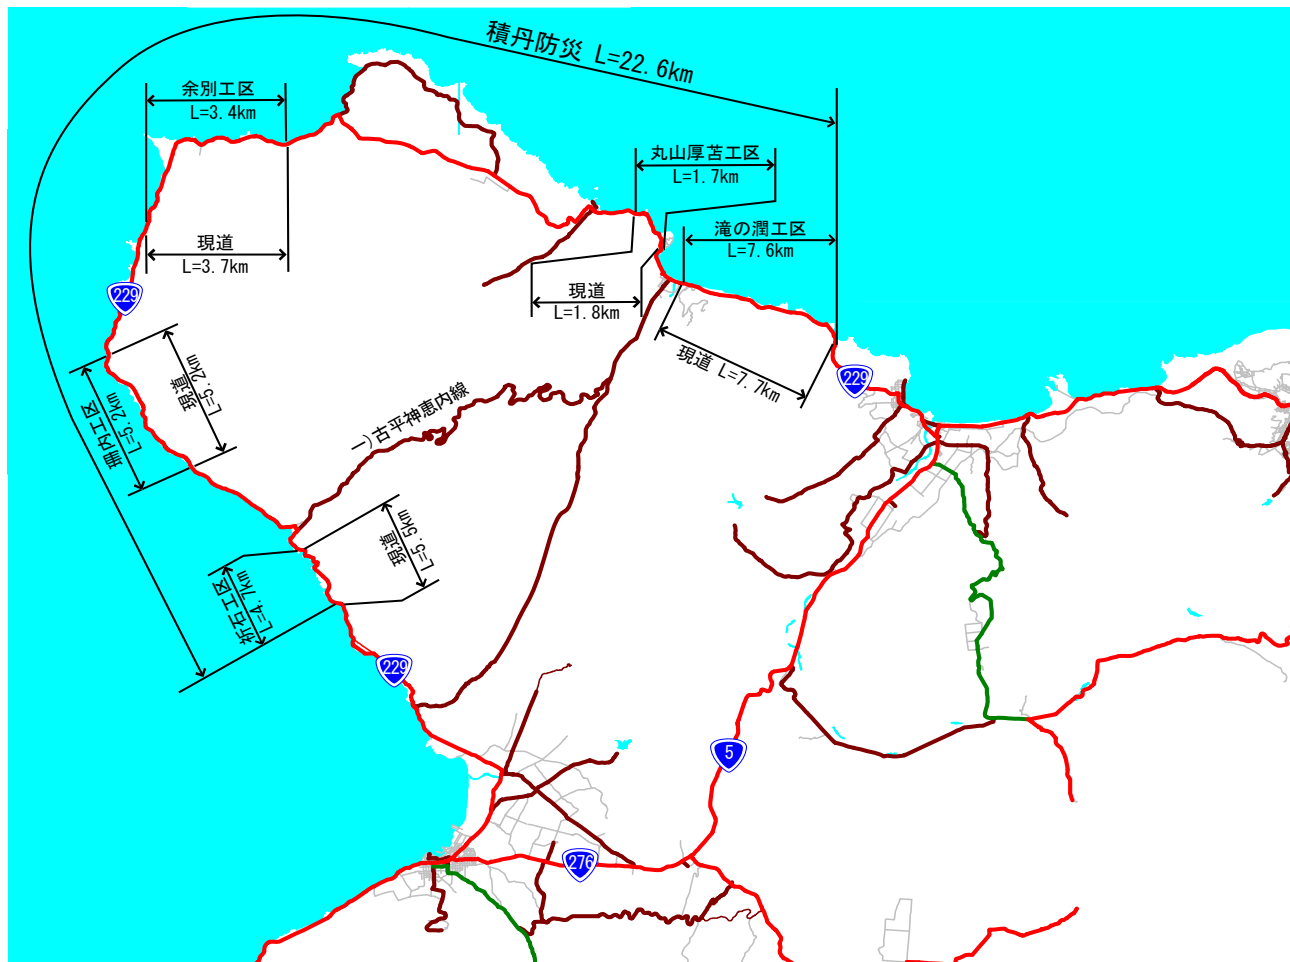 積丹防災 L=22.6km
余別工区
L=3.4km
丸山厚苫工区
L=1.7km
滝の澗工区
L=7.6km
現道
L=3.7km
現道
L=1.8km
229
現道 L=7.7km
229
現道
L=5.2km
珊内工区
L=5.2km
一)古平神恵内線
現道
L=5.5km
祈石工区
L=4.7km
229
5
276